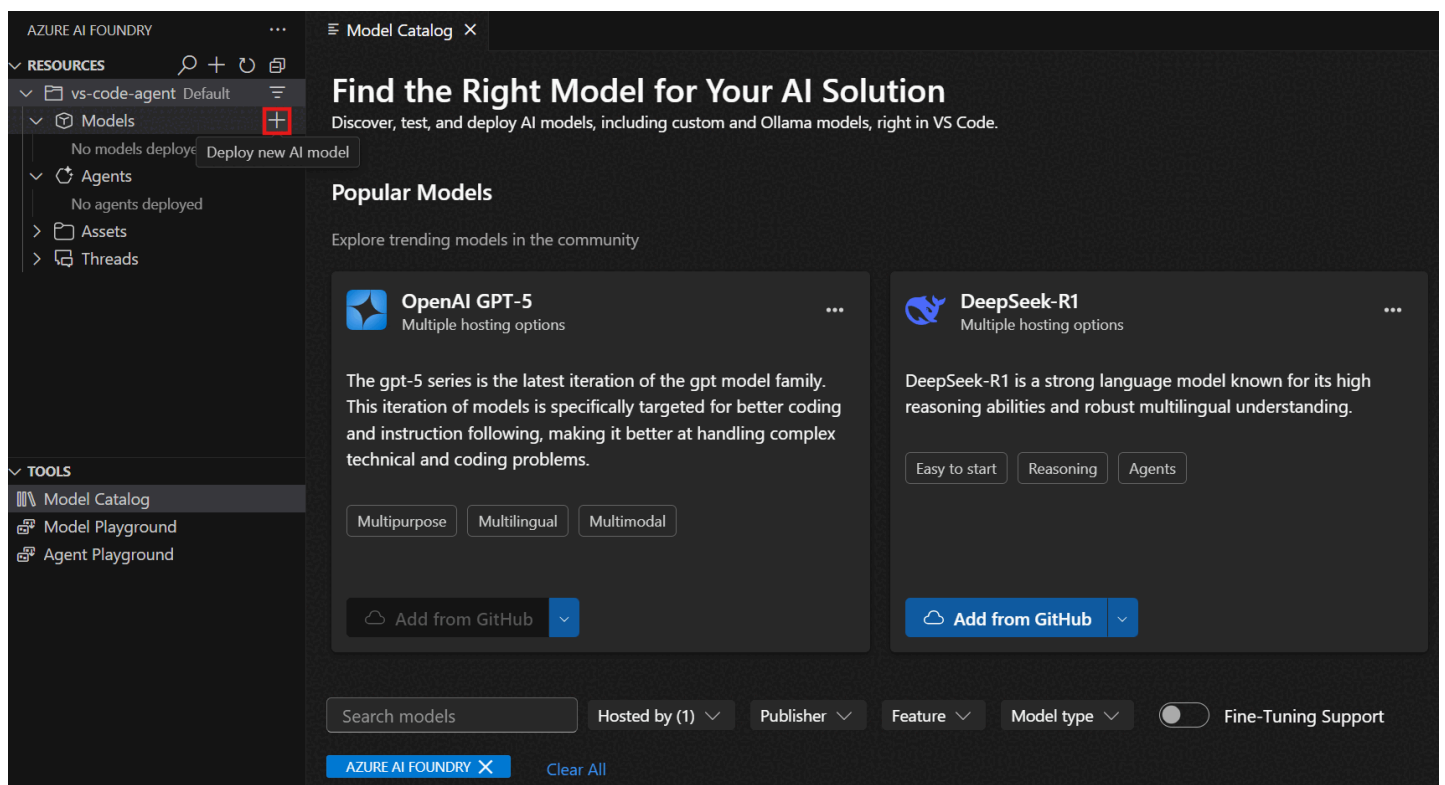 AZURE AI FOUNDRY
RESOURCES
vs-code-agent Default
Models
No models deploye
Deploy new AI model
Agents
No agents deployed
Assets
Threads
TOOLS
Model Catalog
Model Playground
Agent Playground
Model Catalog
Find the Right Model for Your AI Solution
Discover, test, and deploy AI models, including custom and Ollama models, right in VS Code.
Popular Models
Explore trending models in the community
OpenAI GPT-5
Multiple hosting options
The gpt-5 series is the latest iteration of the gpt model family.
This iteration of models is specifically targeted for better coding
and instruction following, making it better at handling complex
technical and coding problems.
Multipurpose Multilingual Multimodal
Add from GitHub
DeepSeek-R1
Multiple hosting options
DeepSeek-R1 is a strong language model known for its high
reasoning abilities and robust multilingual understanding.
Easy to start Reasoning Agents
Add from GitHub
Search models Hosted by (1) Publisher Feature Model type Fine-Tuning Support
AZURE AI FOUNDRY Clear All